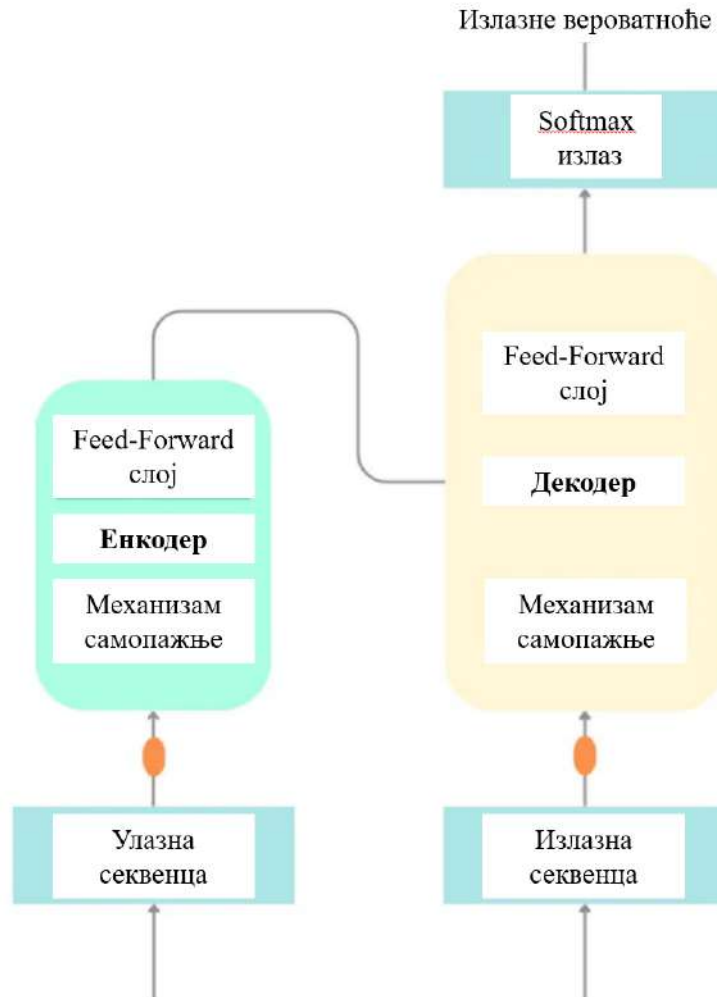 Излазне вероватноће
Softmax
излаз
Feed-Forward
слој
Декодер
Механизам
самопажње
Feed-Forward
слој
Енкодер
Механизам
самопажње
Улазна
секвенца
Излазна
секвенца